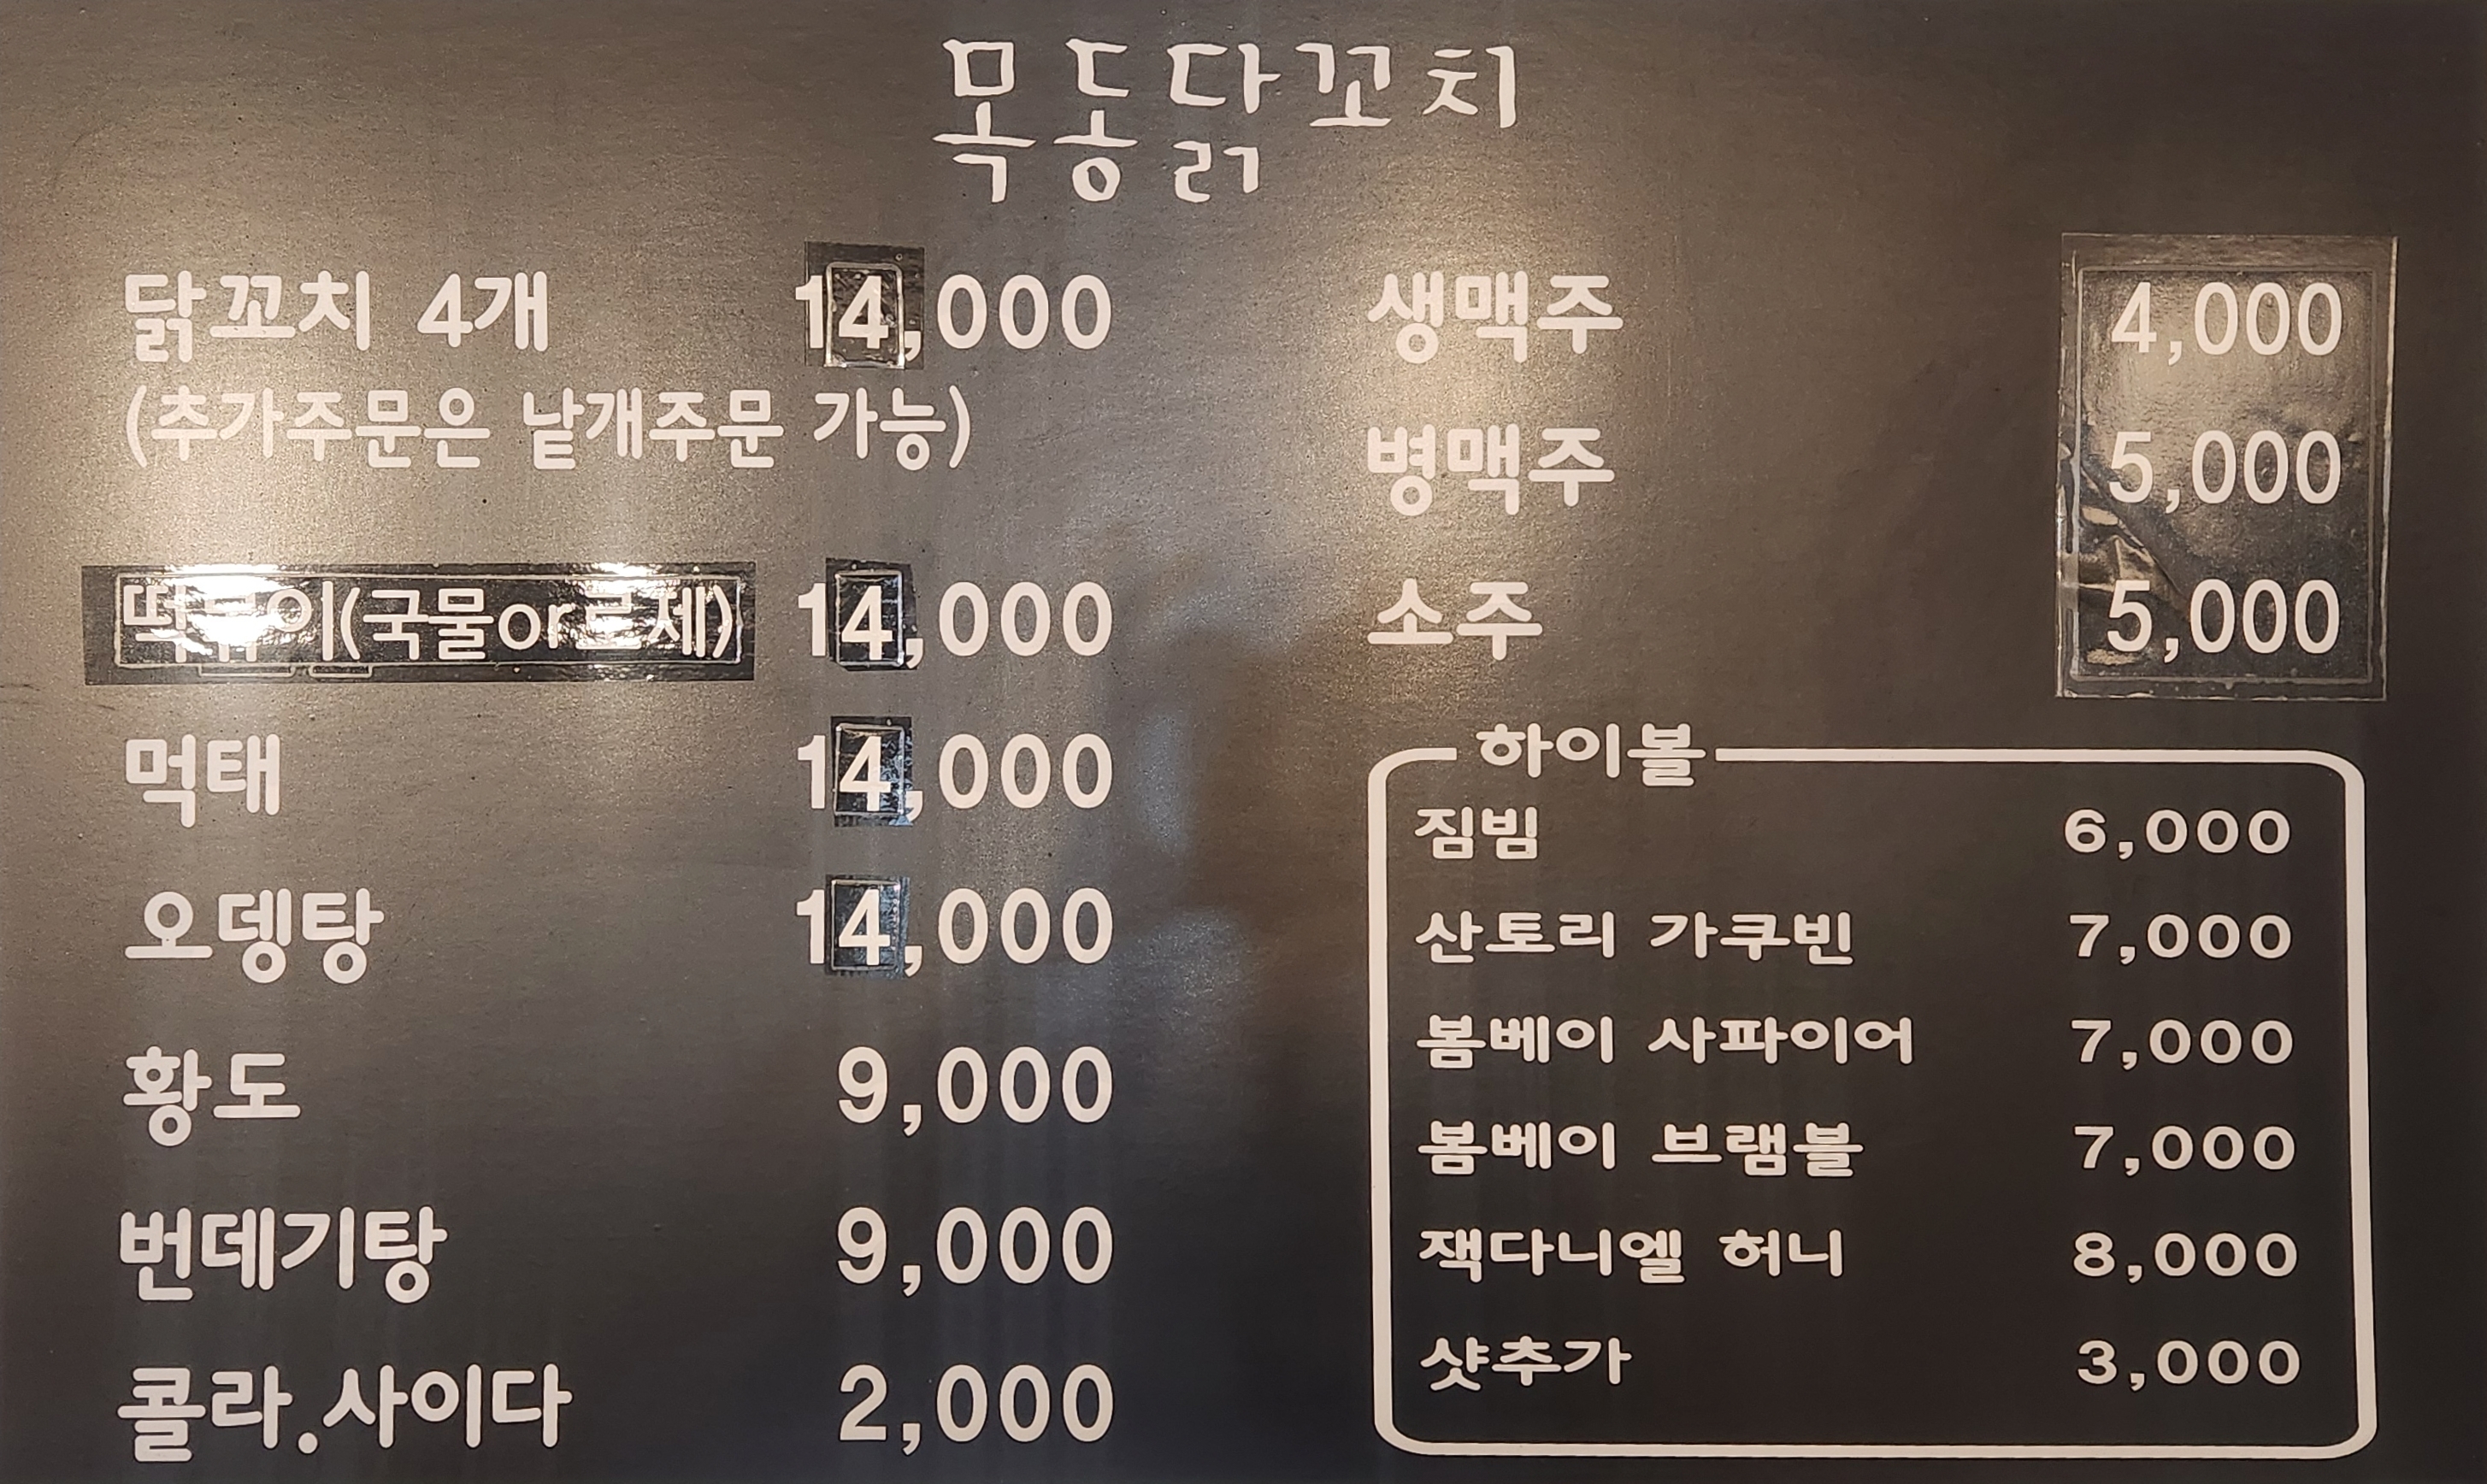 목동닭꼬치
닭꼬치 4개 14,000
(추가주문은 낱개주문 가능)
떡볶이(국물or로제) 14,000
먹태 14,000
오뎅탕 14,000
황도 9,000
번데기탕 9,000
콜라.사이다 2,000
생맥주 4,000
병맥주 5,000
소주 5,000
하이볼
짐빔 6,000
산토리 가쿠빈 7,000
봄베이 사파이어 7,000
봄베이 브램블 7,000
잭다니엘 허니 8,000
샷추가 3,000